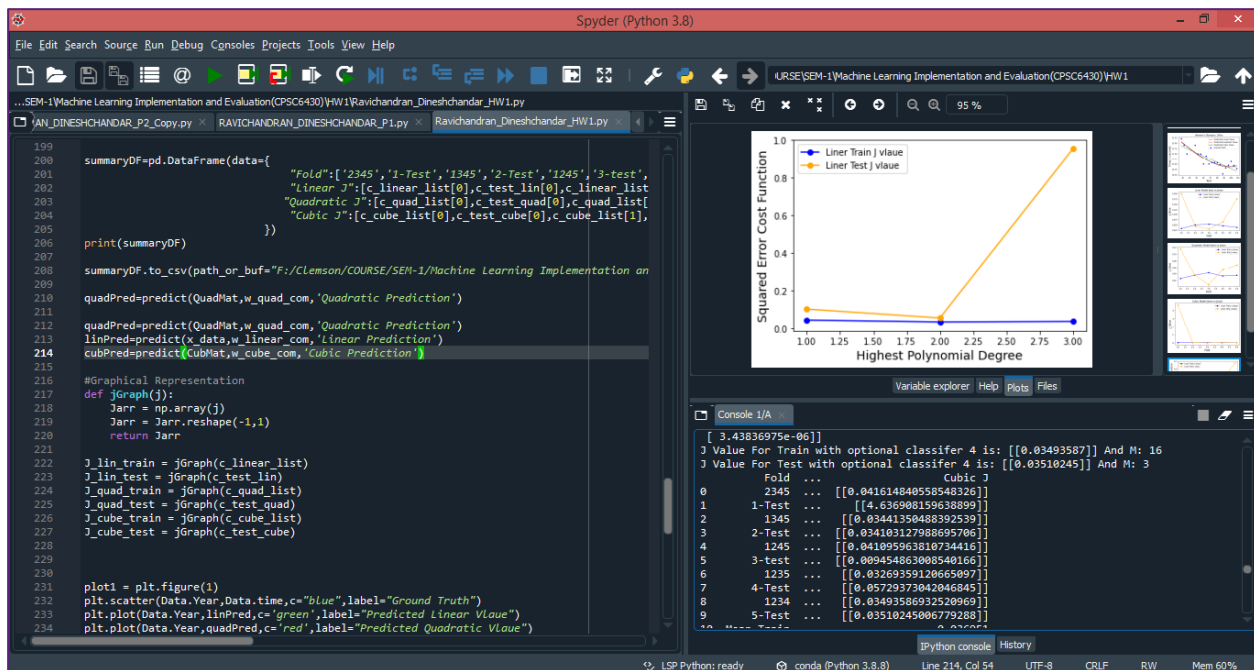 Spyder (Python 3.8)
File Edit Search Source Run Debug Consoles Projects Tools View Help
URSE\SEM-1\Machine Learning Implementation and Evaluation(CPSC6430)\HW1
...SEM-1\Machine Learning Implementation and Evaluation(CPSC6430)\HW1\Ravichandran_Dineshchandar_HW1.py
AN_DINESHCHANDAR_P2_Copy.py RAVICHANDRAN_DINESHCHANDAR_P1.py Ravichandran_Dineshchandar_HW1.py
199
200 summaryDF=pd.DataFrame(data={
201 "Fold":['2345','1-Test','1345','2-Test','1245','3-test',
202 "Linear J":[c_linear_list[0],c_test_lin[0],c_linear_list
203 "Quadratic J":[c_quad_list[0],c_test_quad[0],c_quad_list[
204 "Cubic J":[c_cube_list[0],c_test_cube[0],c_cube_list[1],
205 })
206 print(summaryDF)
207
208 summaryDF.to_csv(path_or_buf="F:/Clemson/COURSE/SEM-1/Machine Learning Implementation an
209
210 quadPred=predict(QuadMat,w_quad_com,'Quadratic Prediction')
211
212 quadPred=predict(QuadMat,w_quad_com,'Quadratic Prediction')
213 linPred=predict(x_data,w_linear_com,'Linear Prediction')
214 cubPred=predict(CubMat,w_cube_com,'Cubic Prediction')
215
216 #Graphical Representation
217 def jGraph(j):
218 Jarr = np.array(j)
219 Jarr = Jarr.reshape(-1,1)
220 return Jarr
221
222 J_lin_train = jGraph(c_linear_list)
223 J_lin_test = jGraph(c_test_lin)
224 J_quad_train = jGraph(c_quad_list)
225 J_quad_test = jGraph(c_test_quad)
226 J_cube_train = jGraph(c_cube_list)
227 J_cube_test = jGraph(c_test_cube)
228
229
230
231 plot1 = plt.figure(1)
232 plt.scatter(Data.Year,Data.time,c="blue",label="Ground Truth")
233 plt.plot(Data.Year,linPred,c='green',label="Predicted Linear Vlaue")
234 plt.plot(Data.Year,quadPred,c='red',label="Predicted Quadratic Vlaue")
95 %
Liner Train J vlaue
Liner Test J vlaue
Squared Error Cost Function
1.0
0.8
0.6
0.4
0.2
0.0
1.00 1.25 1.50 1.75 2.00 2.25 2.50 2.75 3.00
Highest Polynomial Degree
Variable explorer Help Plots Files
Console 1/A
[ 3.43836975e-06]]
J Value For Train with optional classifer 4 is: [[0.03493587]] And M: 16
J Value For Test with optional classifer 4 is: [[0.03510245]] And M: 3
Fold ... Cubic J
0 2345 ... [[0.041614840558548326]]
1 1-Test ... [[4.636908159638899]]
2 1345 ... [[0.03441350488392539]]
3 2-Test ... [[0.034103127988695706]]
4 1245 ... [[0.041095963810734416]]
5 3-test ... [[0.009454863008540166]]
6 1235 ... [[0.03269359120665097]]
7 4-Test ... [[0.05729373042046845]]
8 1234 ... [[0.03493586932520969]]
9 5-Test ... [[0.03510245006779288]]
IPython console History
LSP Python: ready conda (Python 3.8.8) Line 214, Col 54 UTF-8 CRLF RW Mem 60%